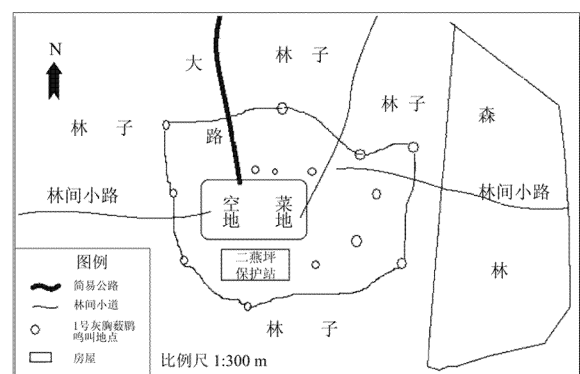 N
大
林 子
林 子
森
林 子
路
林间小路
林间小路
空地
菜地
二燕坪
保护站
林
林 子
图例
简易公路
林间小道
1号灰胸薮鹛
鸣叫地点
房屋
比例尺 1:300 m